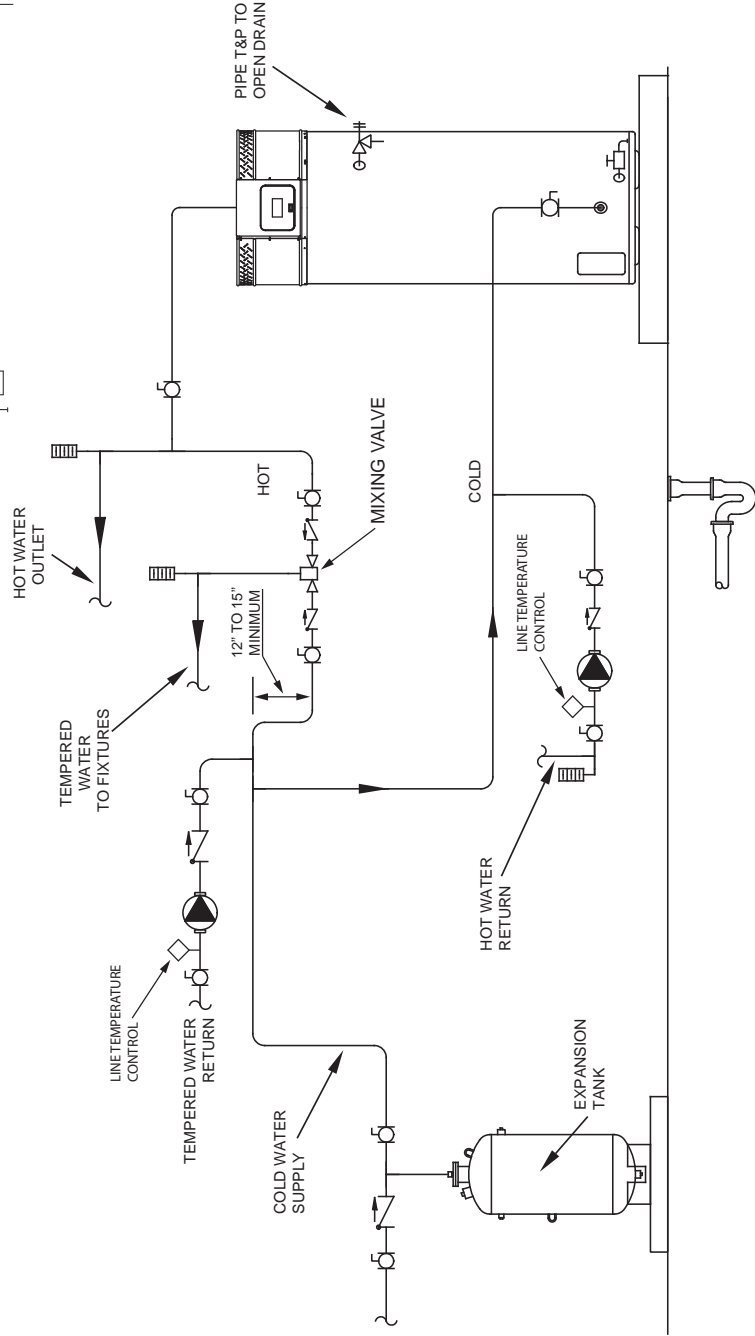 PIPE T&P TO
OPEN DRAIN
HOT WATER
OUTLET
HOT
MIXING VALVE
TEMPERED
WATER
TO FIXTURES
12" TO 15"
MINIMUM
COLD
LINE TEMPERATURE
CONTROL
LINE TEMPERATURE
CONTROL
TEMPERED WATER
RETURN
HOT WATER
RETURN
COLD WATER
SUPPLY
EXPANSION
TANK